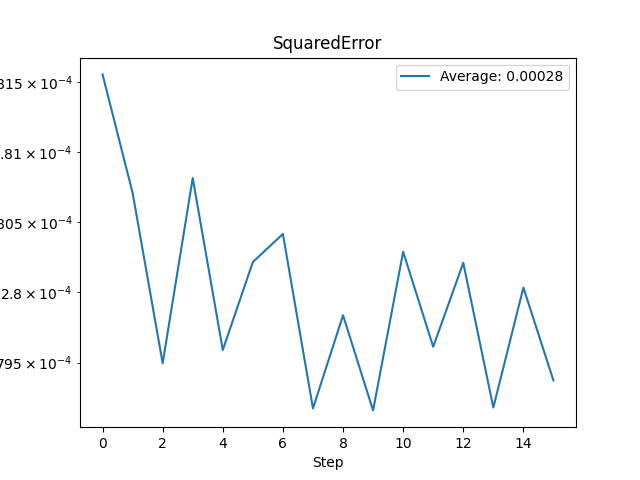 SquaredError
Average: 0.00028
815 × 10⁻⁴
.81 × 10⁻⁴
805 × 10⁻⁴
2.8 × 10⁻⁴
795 × 10⁻⁴
0 2 4 6 8 10 12 14
Step